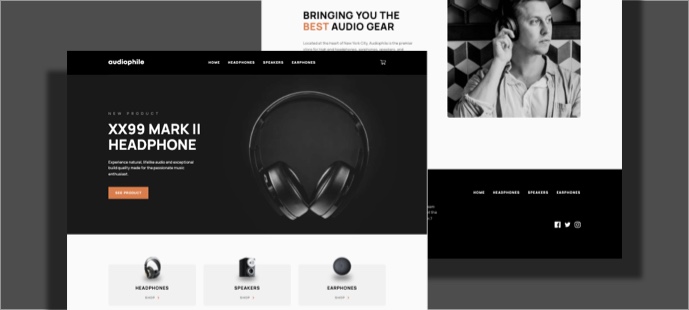 BRINGING YOU THE
BEST AUDIO GEAR
Located at the heart of New York City, Audiophile is the premier
audiophile
HOME HEADPHONES SPEAKERS EARPHONES
NEW PRODUCT
XX99 MARK II
HEADPHONE
Experience natural, lifelike audio and exceptional
build quality made for the passionate music
enthusiast.
SEE PRODUCT
HEADPHONES
SHOP
SPEAKERS
SHOP
EARPHONES
SHOP
HOME HEADPHONES SPEAKERS EARPHONES